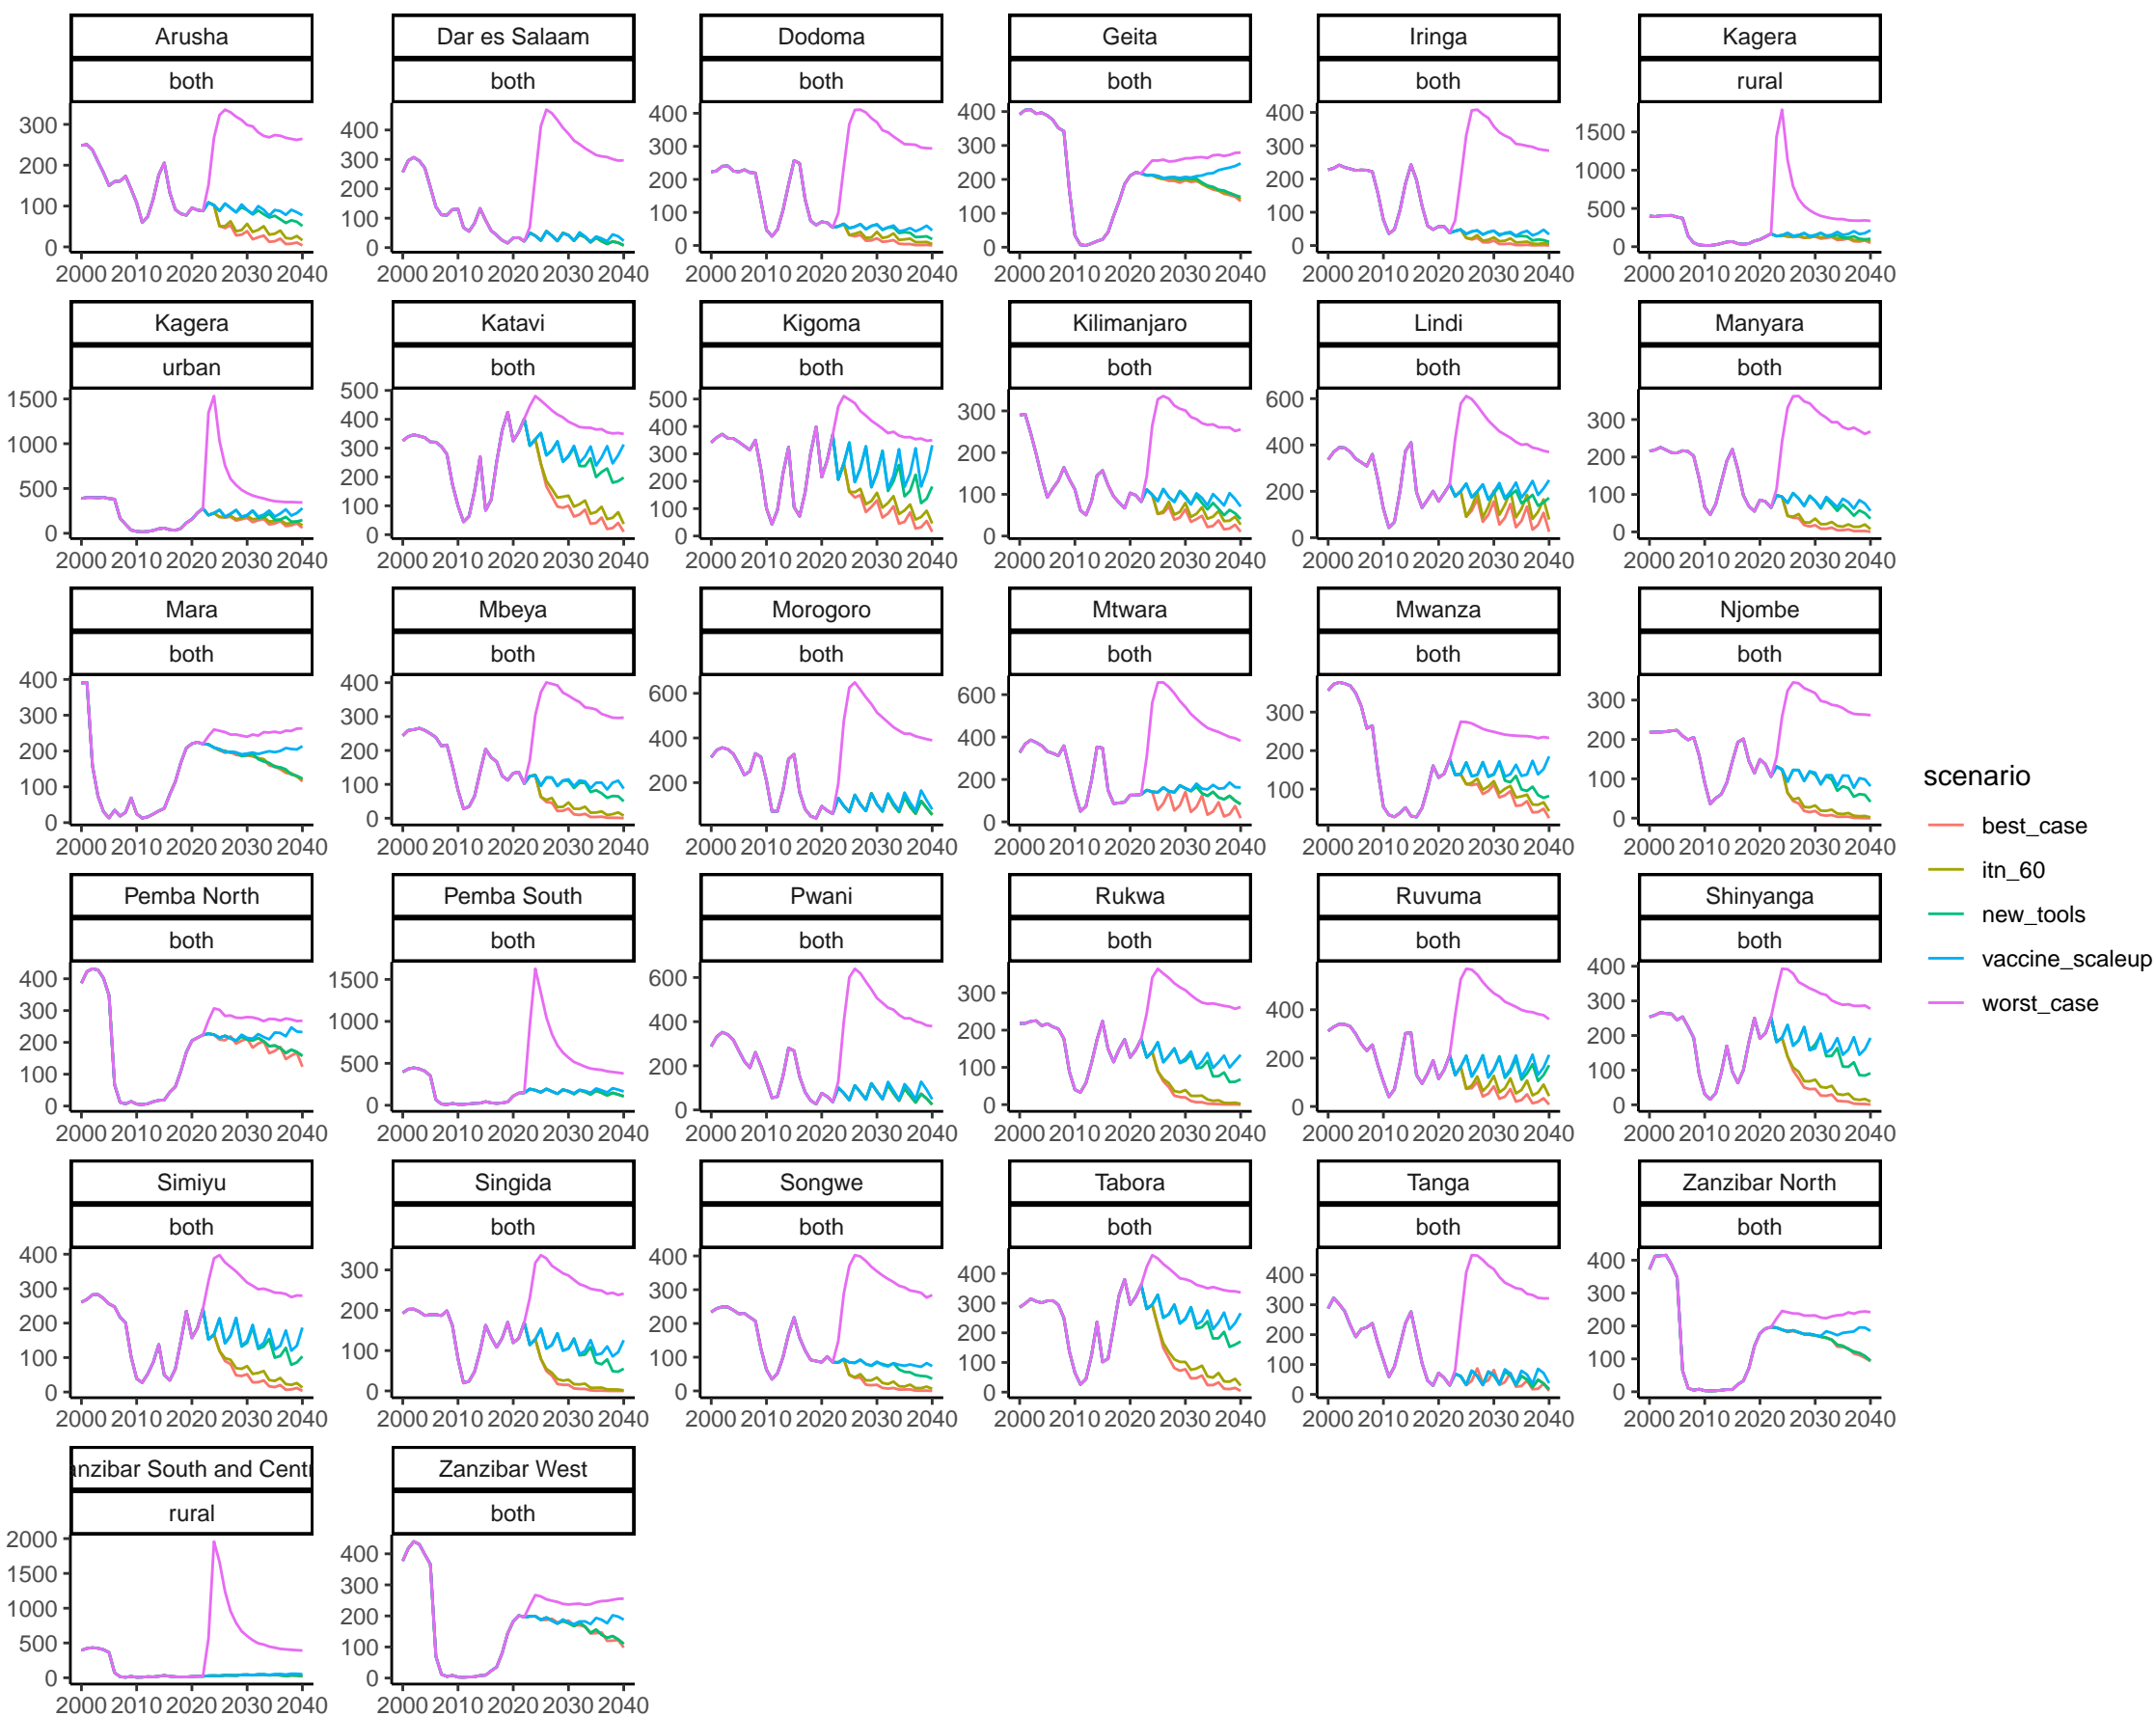 Arusha Dar es Salaam Dodoma Geita Iringa Kagera
both both both both both rural
300 200 100 0 400 300 200 100 0 400 300 200 100 0 400 300 200 100 0 400 300 200 100 0 1500 1000 500 0
2000 2010 2020 2030 2040 2000 2010 2020 2030 2040 2000 2010 2020 2030 2040 2000 2010 2020 2030 2040 2000 2010 2020 2030 2040 2000 2010 2020 2030 2040
Kagera Katavi Kigoma Kilimanjaro Lindi Manyara
urban both both both both both
1500 1000 500 0 500 400 300 200 100 0 500 400 300 200 100 0 300 200 100 0 600 400 200 0 300 200 100 0
2000 2010 2020 2030 2040 2000 2010 2020 2030 2040 2000 2010 2020 2030 2040 2000 2010 2020 2030 2040 2000 2010 2020 2030 2040 2000 2010 2020 2030 2040
Mara Mbeya Morogoro Mtwara Mwanza Njombe
both both both both both both
400 300 200 100 0 400 300 200 100 0 600 400 200 600 400 200 0 300 200 100 300 200 100 0
2000 2010 2020 2030 2040 2000 2010 2020 2030 2040 2000 2010 2020 2030 2040 2000 2010 2020 2030 2040 2000 2010 2020 2030 2040 2000 2010 2020 2030 2040
Pemba North Pemba South Pwani Rukwa Ruvuma Shinyanga
both both both both both both
400 300 200 100 0 1500 1000 500 0 600 400 200 0 300 200 100 0 400 200 0 400 300 200 100 0
2000 2010 2020 2030 2040 2000 2010 2020 2030 2040 2000 2010 2020 2030 2040 2000 2010 2020 2030 2040 2000 2010 2020 2030 2040 2000 2010 2020 2030 2040
Simiyu Singida Songwe Tabora Tanga Zanzibar North
both both both both both both
400 300 200 100 0 300 200 100 0 400 300 200 100 0 400 300 200 100 0 400 300 200 100 0 400 300 200 100 0
2000 2010 2020 2030 2040 2000 2010 2020 2030 2040 2000 2010 2020 2030 2040 2000 2010 2020 2030 2040 2000 2010 2020 2030 2040 2000 2010 2020 2030 2040
anzibar South and Centr Zanzibar West
rural both
2000 1500 1000 500 0 400 300 200 100 0
2000 2010 2020 2030 2040 2000 2010 2020 2030 2040
scenario
best_case
itn_60
new_tools
vaccine_scaleup
worst_case